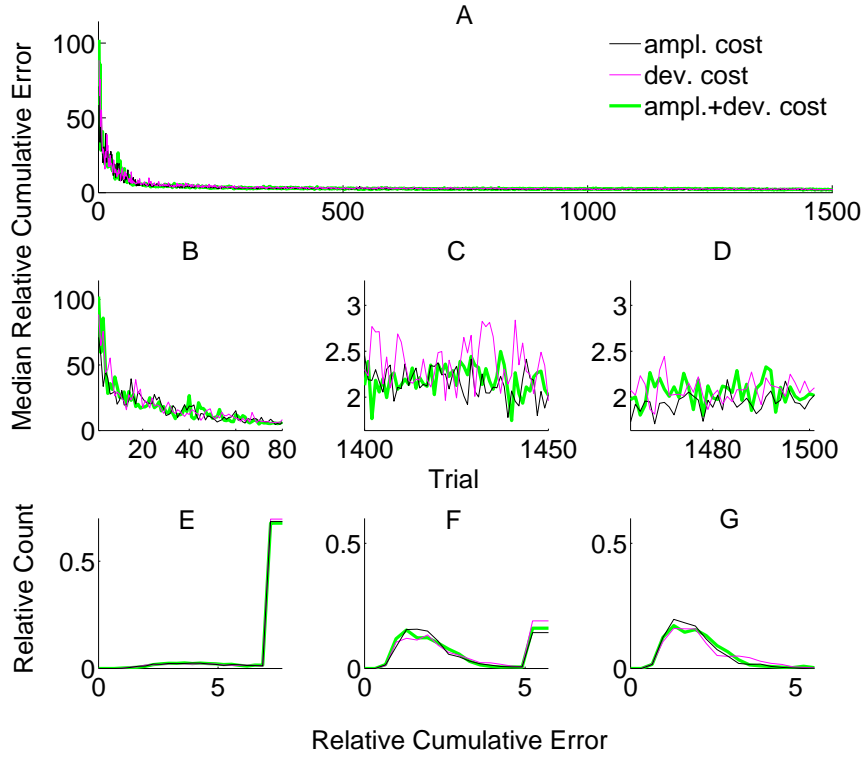 A
Median Relative Cumulative Error
100
50
0
0
500
1000
1500
ampl. cost
dev. cost
ampl.+dev. cost
B
100
50
0
20
40
60
80
C
3
2.5
2
1400
1450
D
3
2.5
2
1480
1500
Trial
Relative Count
E
0.5
0
0
5
F
0.5
0
0
5
G
0.5
0
0
5
Relative Cumulative Error